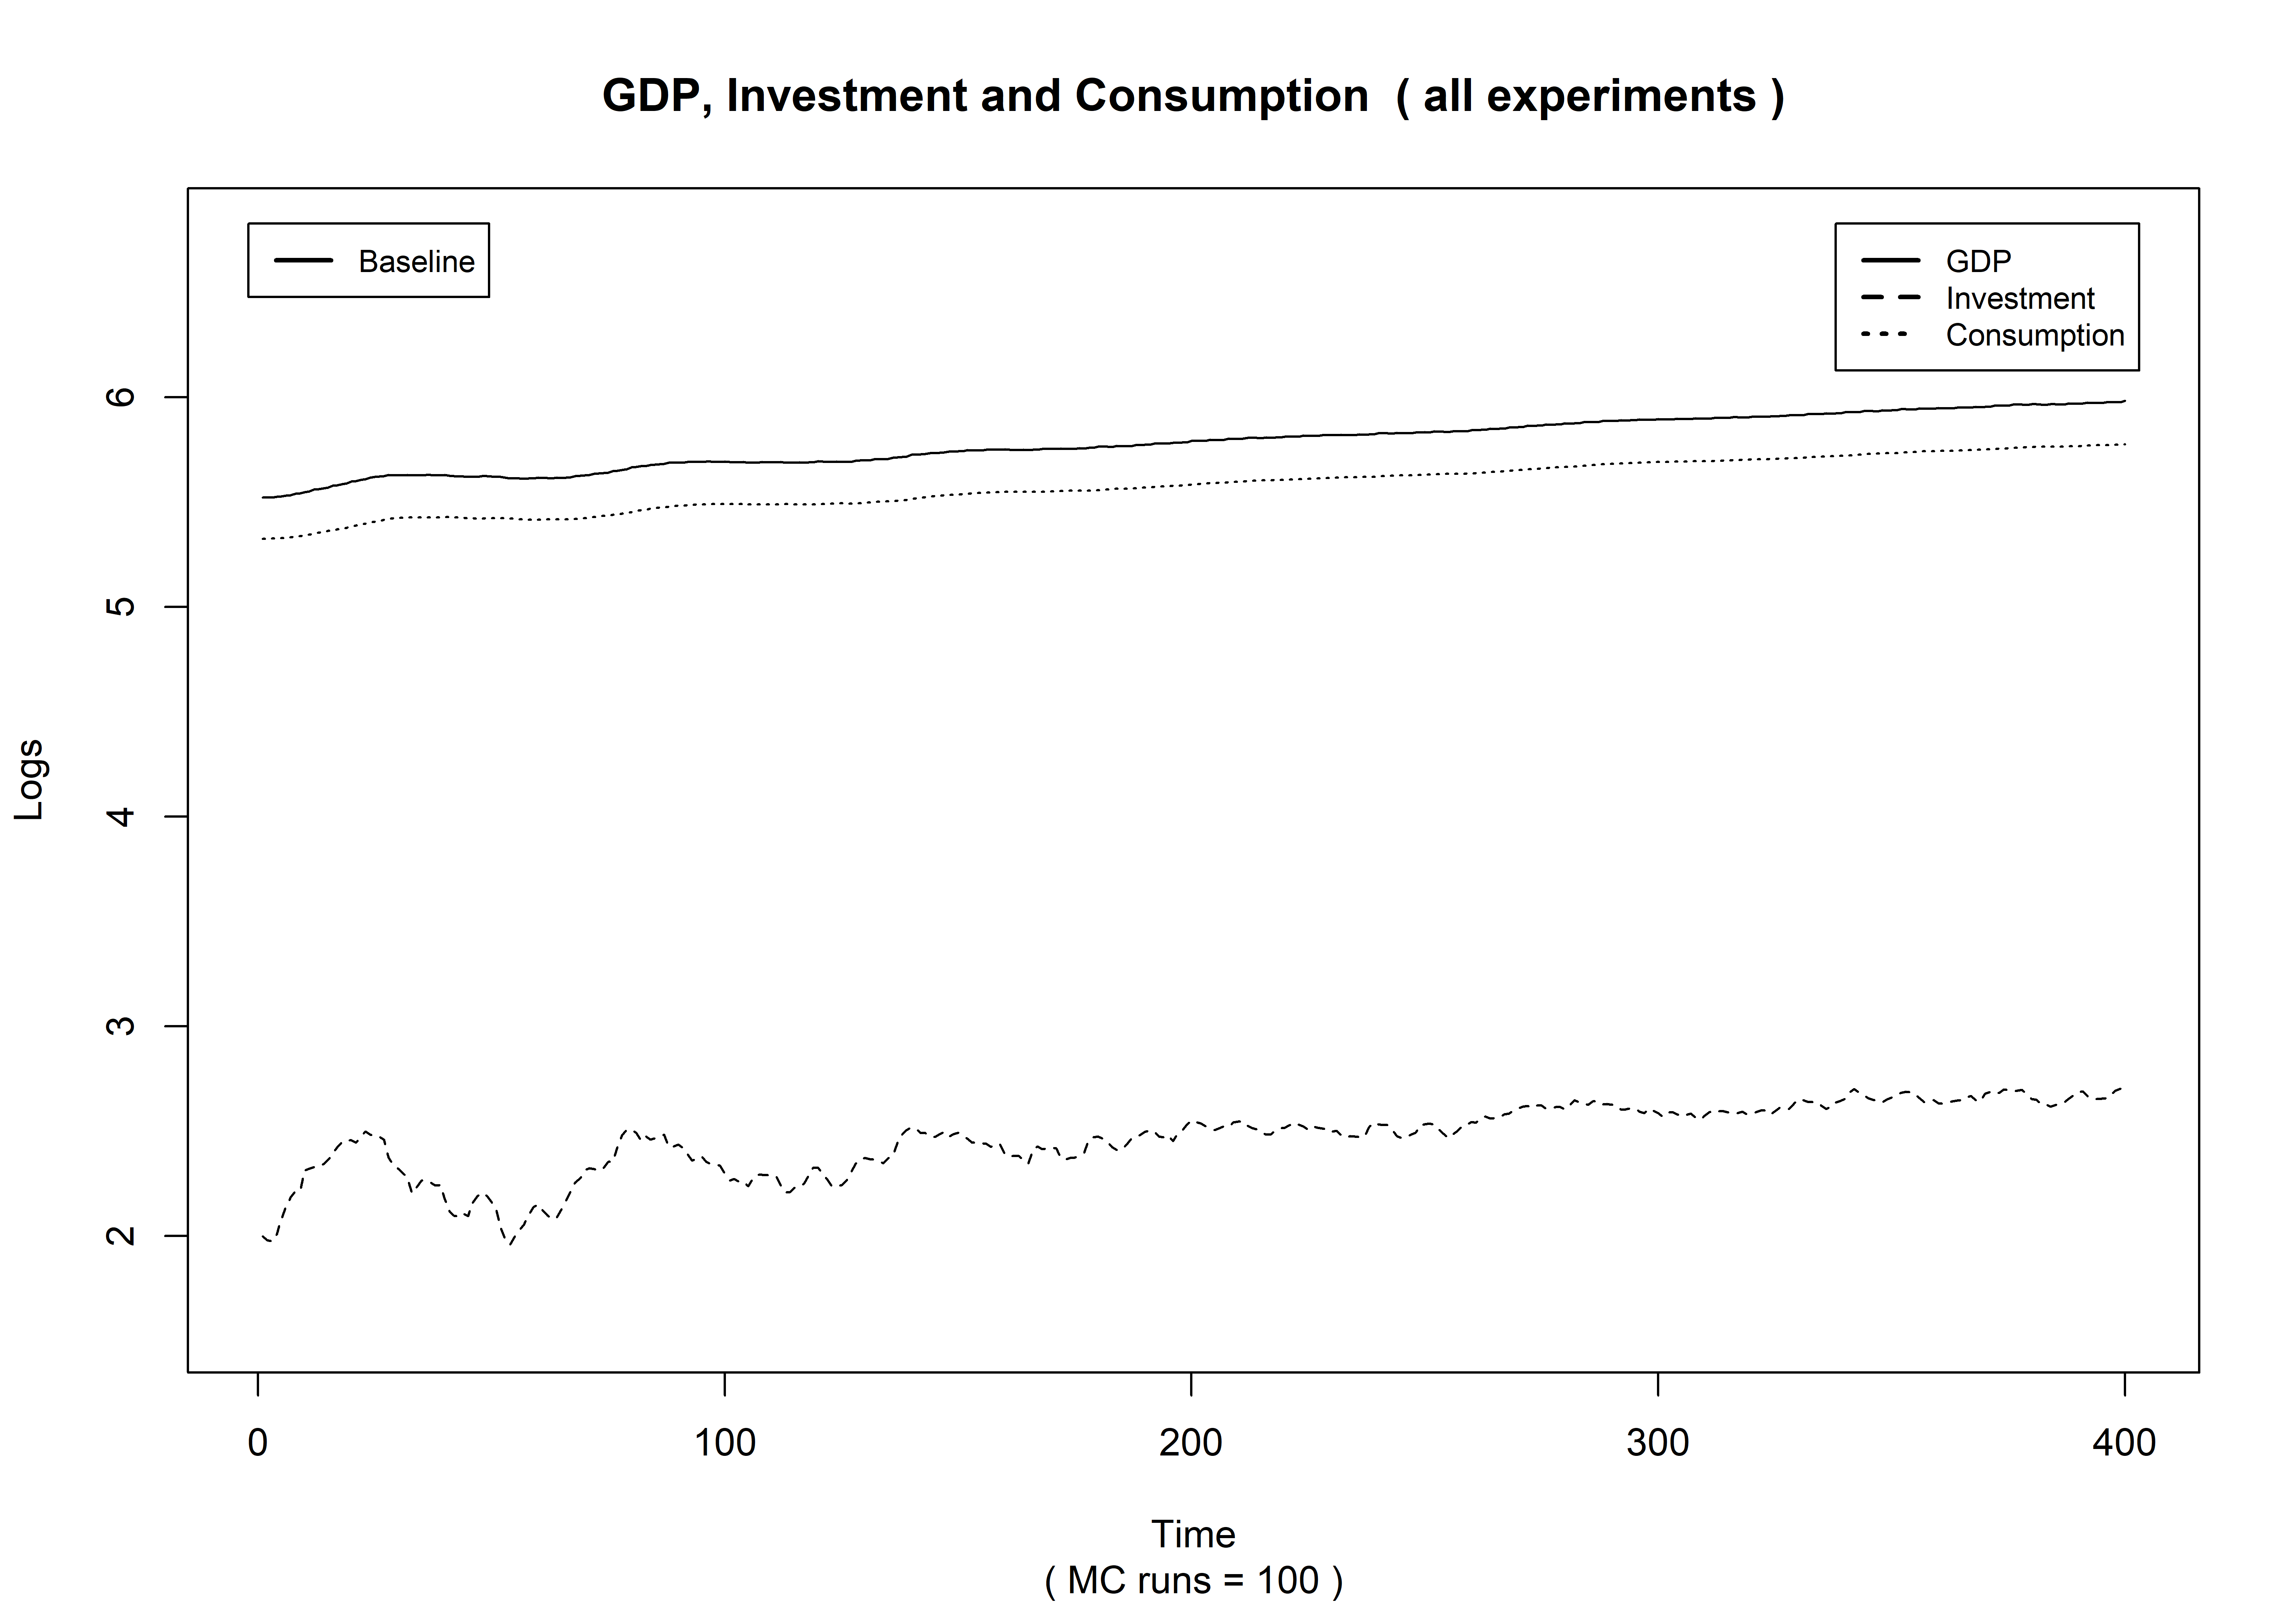 GDP, Investment and Consumption ( all experiments )
Baseline
GDP
Investment
Consumption
6
5
4
3
2
Logs
0 100 200 300 400
Time
( MC runs = 100 )